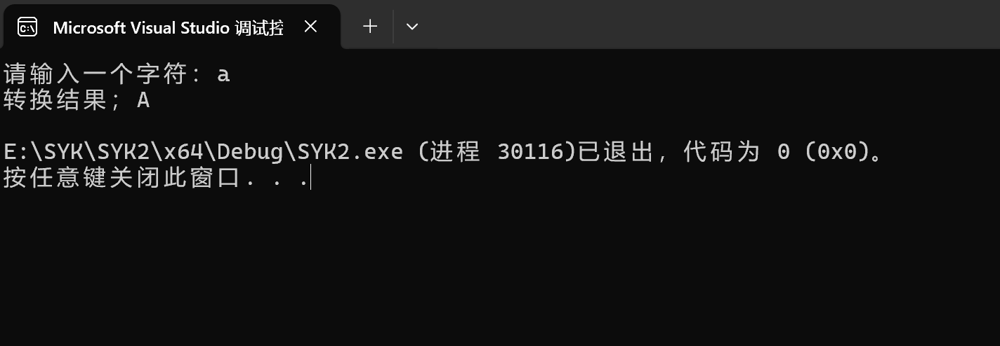 Microsoft Visual Studio 调试控
请输入一个字符：a
转换结果；A
E:\SYK\SYK2\x64\Debug\SYK2.exe (进程 30116)已退出，代码为 0 (0x0)。
按任意键关闭此窗口. . .